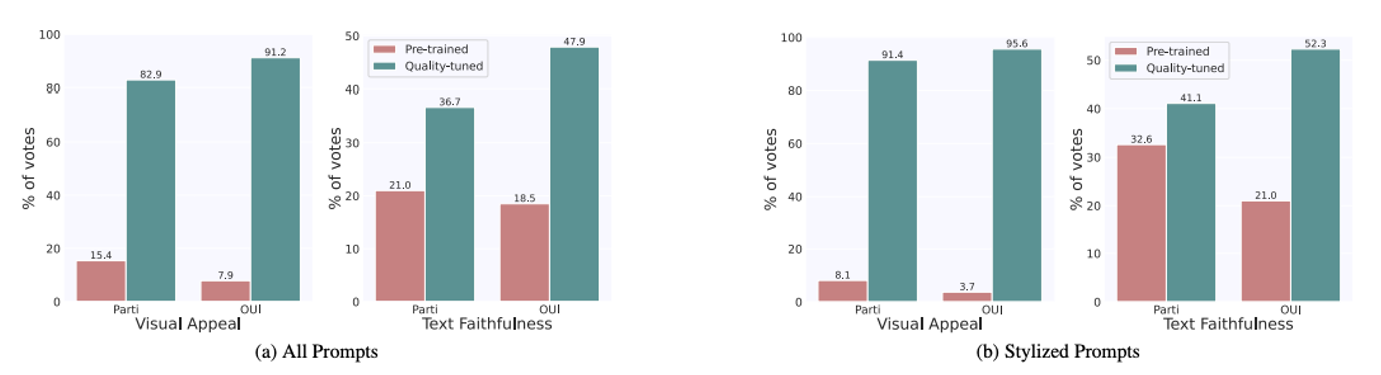 100
80
60
40
20
0
% of votes
15.4
82.9
7.9
91.2
Parti
OUI
Visual Appeal
50
40
30
20
10
0
% of votes
Pre-trained
Quality-tuned
21.0
36.7
18.5
47.9
Parti
OUI
Text Faithfulness
(a) All Prompts
100
80
60
40
20
0
% of votes
8.1
91.4
3.7
95.6
Parti
OUI
Visual Appeal
50
40
30
20
10
0
% of votes
Pre-trained
Quality-tuned
32.6
41.1
21.0
52.3
Parti
OUI
Text Faithfulness
(b) Stylized Prompts